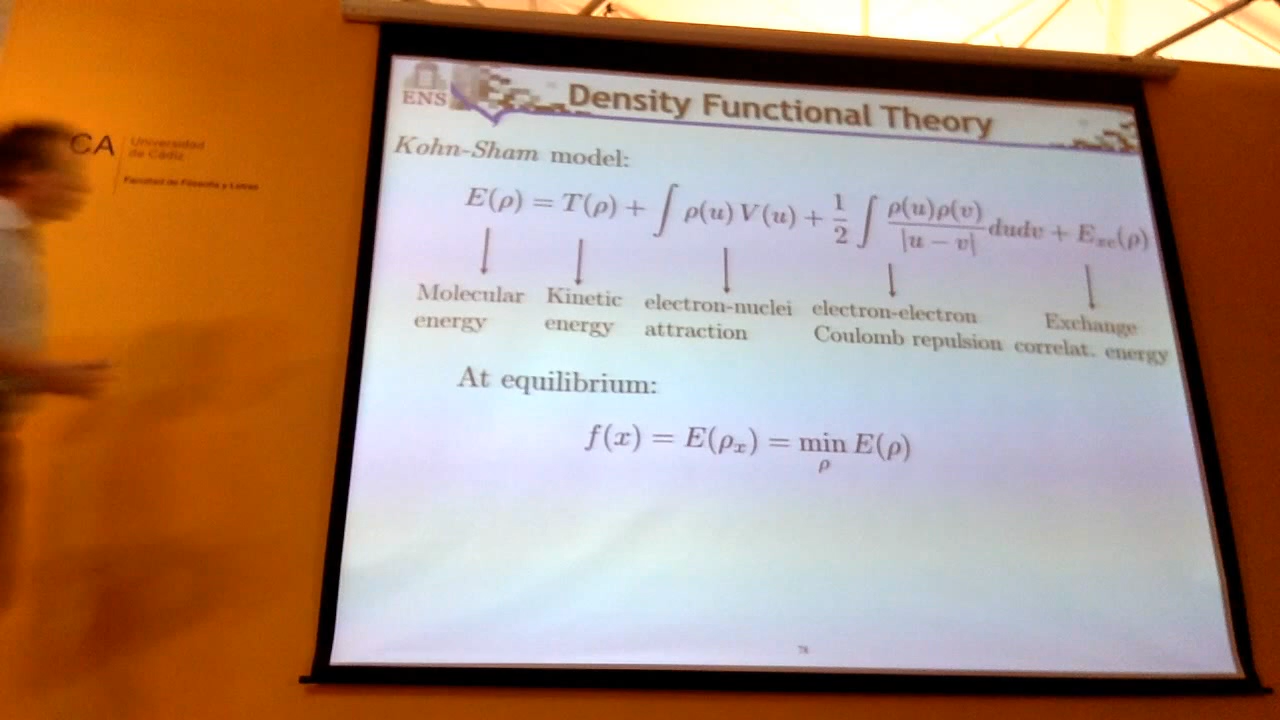 CA
Universidad
de Cádiz
Facultad de Filosofía y Letras
ENS
Density Functional Theory
Kohn-Sham model:
E(ρ) = T(ρ) + ∫ ρ(u) V(u) + 1/2 ∫ ρ(u)ρ(v)/|u − v| dudv + E_xc(ρ)
Molecular energy
Kinetic energy
electron-nuclei attraction
electron-electron Coulomb repulsion
Exchange correlat. energy
At equilibrium:
f(x) = E(ρ_x) = min_ρ E(ρ)
78